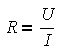 R = U/I